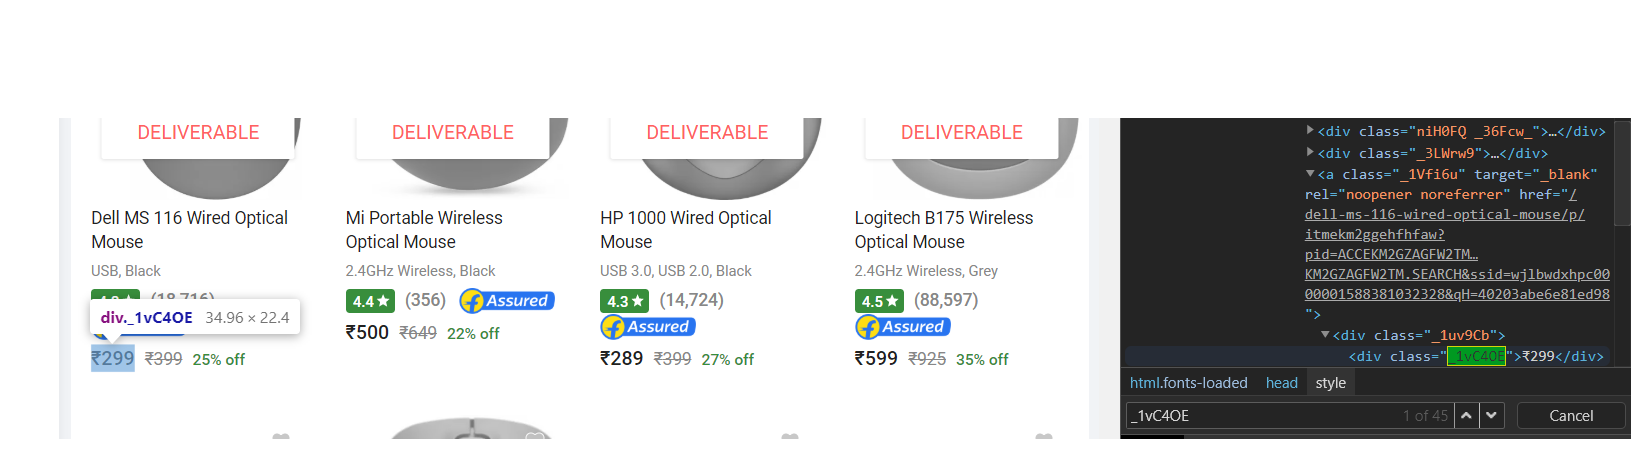 DELIVERABLE
DELIVERABLE
DELIVERABLE
DELIVERABLE
Dell MS 116 Wired Optical
Mouse
USB, Black
div._1vC4OE 34.96 × 22.4
₹299 ₹399 25% off
Mi Portable Wireless
Optical Mouse
2.4GHz Wireless, Black
4.4★ (356) Assured
₹500 ₹649 22% off
HP 1000 Wired Optical
Mouse
USB 3.0, USB 2.0, Black
4.3★ (14,724)
Assured
₹289 ₹399 27% off
Logitech B175 Wireless
Optical Mouse
2.4GHz Wireless, Grey
4.5★ (88,597)
Assured
₹599 ₹925 35% off
<div class="niH0FQ _36Fcw_">…</div>
<div class="_3LWrw9">…</div>
<a class="_1Vfi6u" target="_blank"
rel="noopener noreferrer" href="/
dell-ms-116-wired-optical-mouse/p/
itmekm2ggehfhfaw?
pid=ACCEKM2GZAGFW2TM…
KM2GZAGFW2TM.SEARCH&ssid=wjlbwdxhpc00
00001588381032328&qH=40203abe6e81ed98
">
<div class="_1uv9Cb">
<div class="_1vC4OE">₹299</div>
html.fonts-loaded head style
_1vC4OE 1 of 45 Cancel